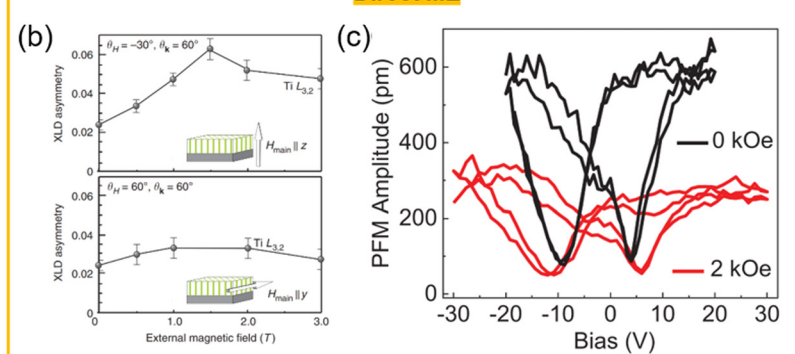 (b)
θH = −30°, θk = 60°
XLD asymmetry
0.06
0.04
0.02
0
Ti L3,2
Hmain || z
θH = 60°, θk = 60°
XLD asymmetry
0.06
0.04
0.02
0
Ti L3,2
Hmain || y
0 1.0 2.0 3.0
External magnetic field (T)
(c)
PFM Amplitude (pm)
600
400
200
0
0 kOe
2 kOe
-30 -20 -10 0 10 20 30
Bias (V)